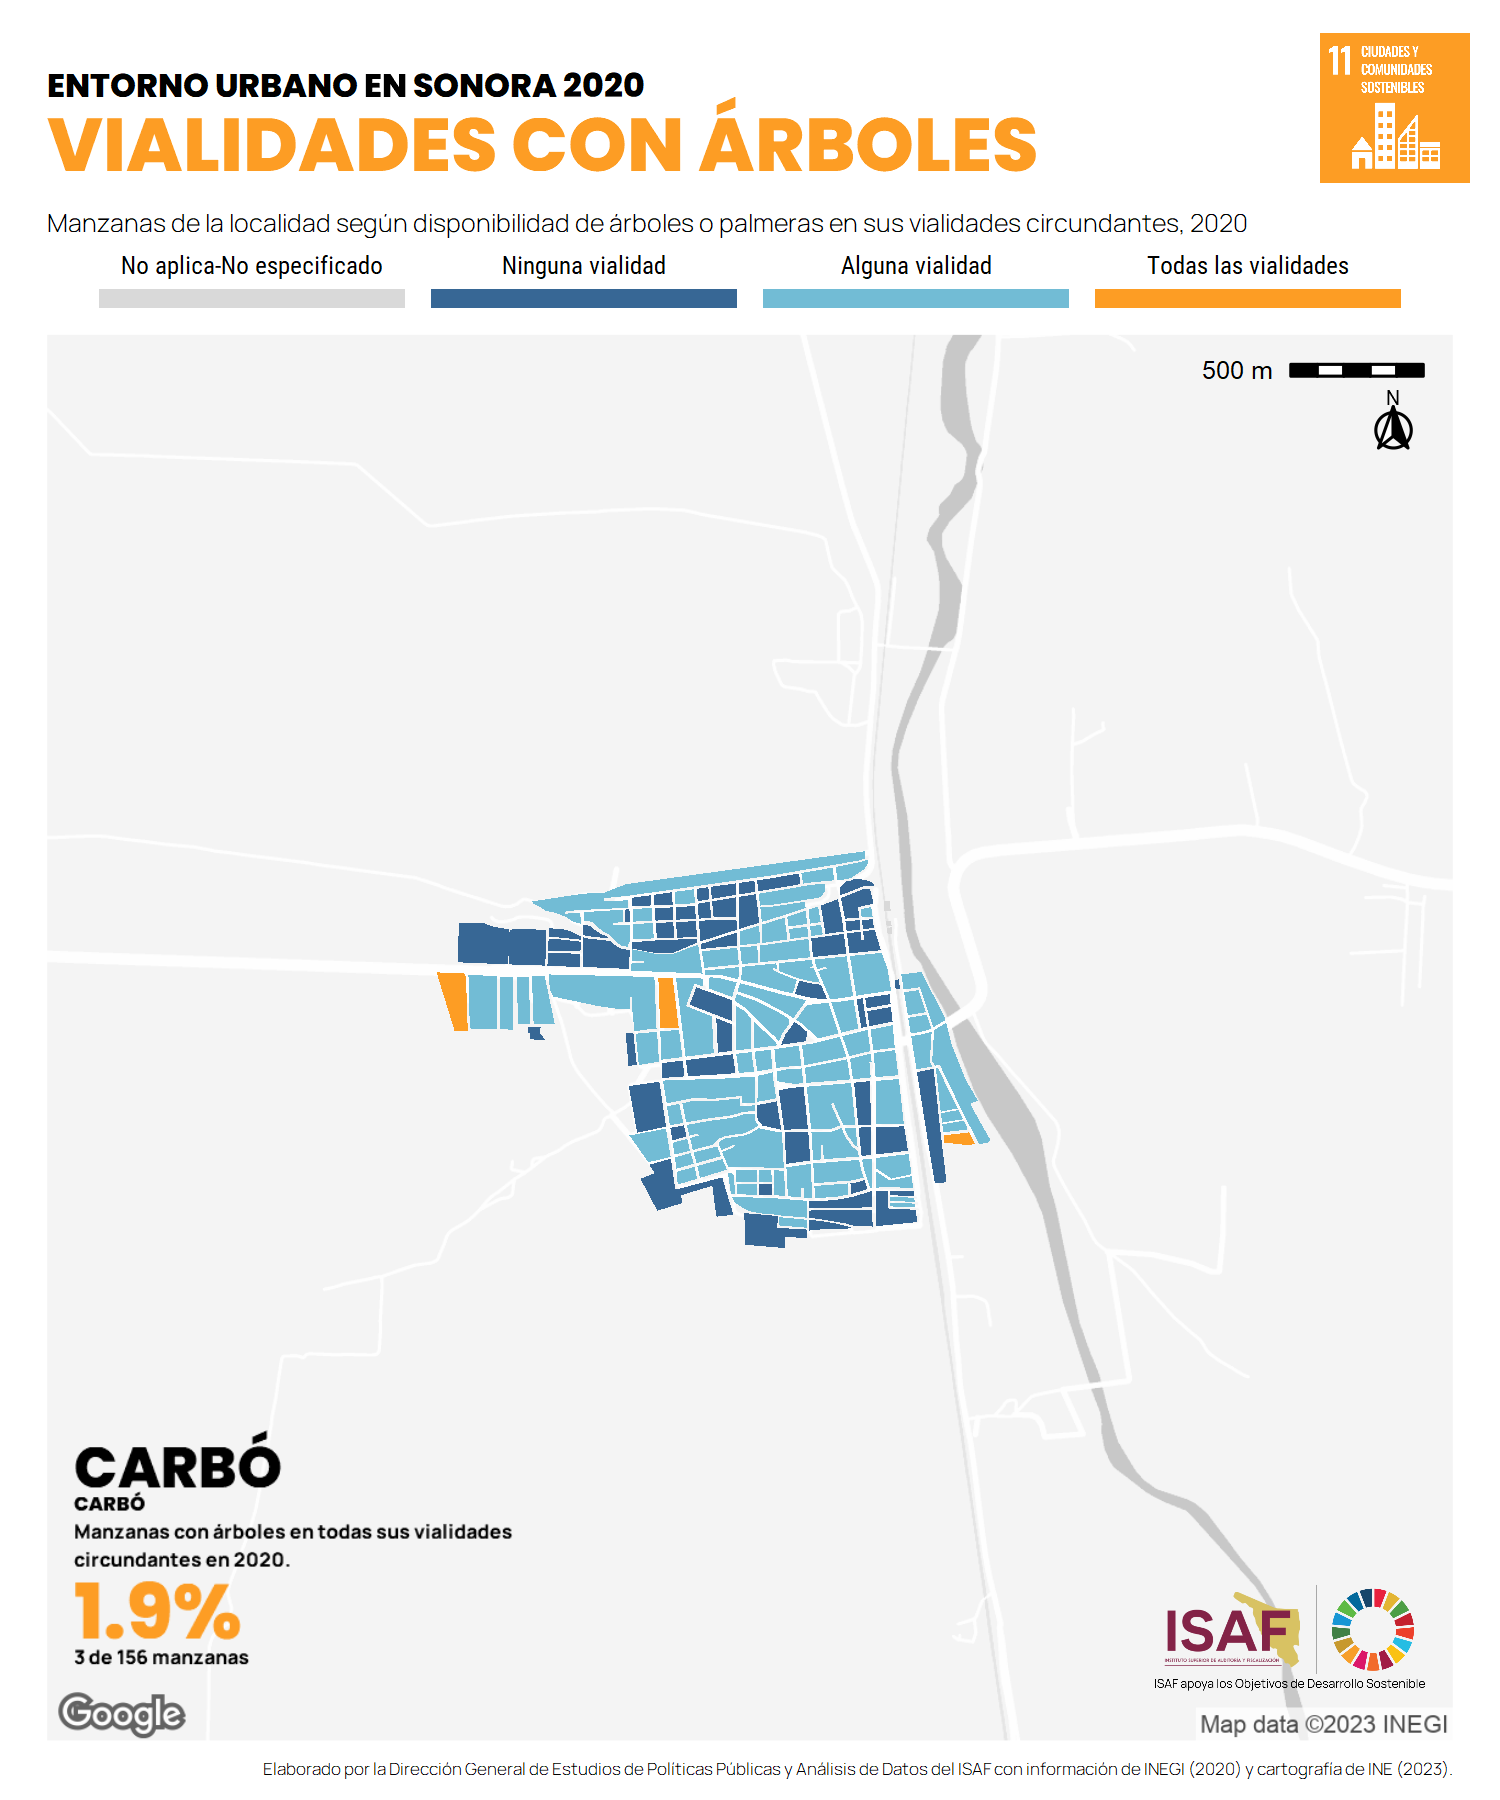 ENTORNO URBANO EN SONORA 2020
VIALIDADES CON ÁRBOLES
11 CIUDADES Y
COMUNIDADES
SOSTENIBLES
Manzanas de la localidad según disponibilidad de árboles o palmeras en sus vialidades circundantes, 2020
No aplica-No especificado
Ninguna vialidad
Alguna vialidad
Todas las vialidades
500 m
N
CARBÓ
CARBÓ
Manzanas con árboles en todas sus vialidades
circundantes en 2020.
1.9%
3 de 156 manzanas
Google
ISAF
INSTITUTO SUPERIOR DE AUDITORÍA Y FISCALIZACIÓN
ISAF apoya los Objetivos de Desarrollo Sostenible
Map data ©2023 INEGI
Elaborado por la Dirección General de Estudios de Políticas Públicas y Análisis de Datos del ISAF con información de INEGI (2020) y cartografía de INE (2023).